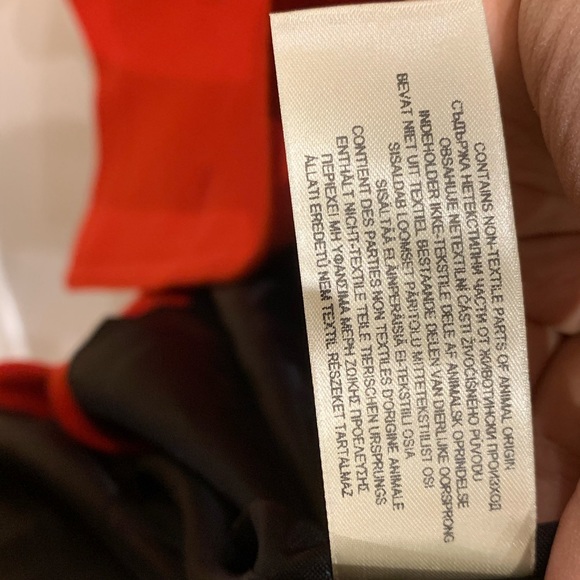 CONTAINS NON-TEXTILE PARTS OF ANIMAL ORIGIN
СЪДЪРЖА НЕТЕКСТИЛНИ ЧАСТИ ОТ ЖИВОТИНСКИ ПРОИЗХОД
OBSAHUJE NETEXTILNÍ ČÁSTI ŽIVOČIŠNÉHO PŮVODU
INDEHOLDER IKKE-TEKSTILE DELE AF ANIMALSK OPRINDELSE
BEVAT NIET UIT TEXTIEL BESTAANDE DELEN VAN DIERLIJKE OORSPRONG
SISALDAB LOOMSET PÄRITOLU MITTETEKSTIILIST OSI
SISÄLTÄÄ ELÄINPERÄISIÄ EI-TEKSTIILI OSIA
CONTIENT DES PARTIES NON TEXTILES D'ORIGINE ANIMALE
ENTHÄLT NICHT-TEXTILE TEILE TIERISCHEN URSPRUNGS
ΠΕΡΙΕΧΕΙ ΜΗ ΥΦΑΝΣΙΜΑ ΜΕΡΗ ΖΩΙΚΗΣ ΠΡΟΕΛΕΥΣΗΣ
ÁLLATI EREDETŰ NEM TEXTIL RÉSZEKET TARTALMAZ